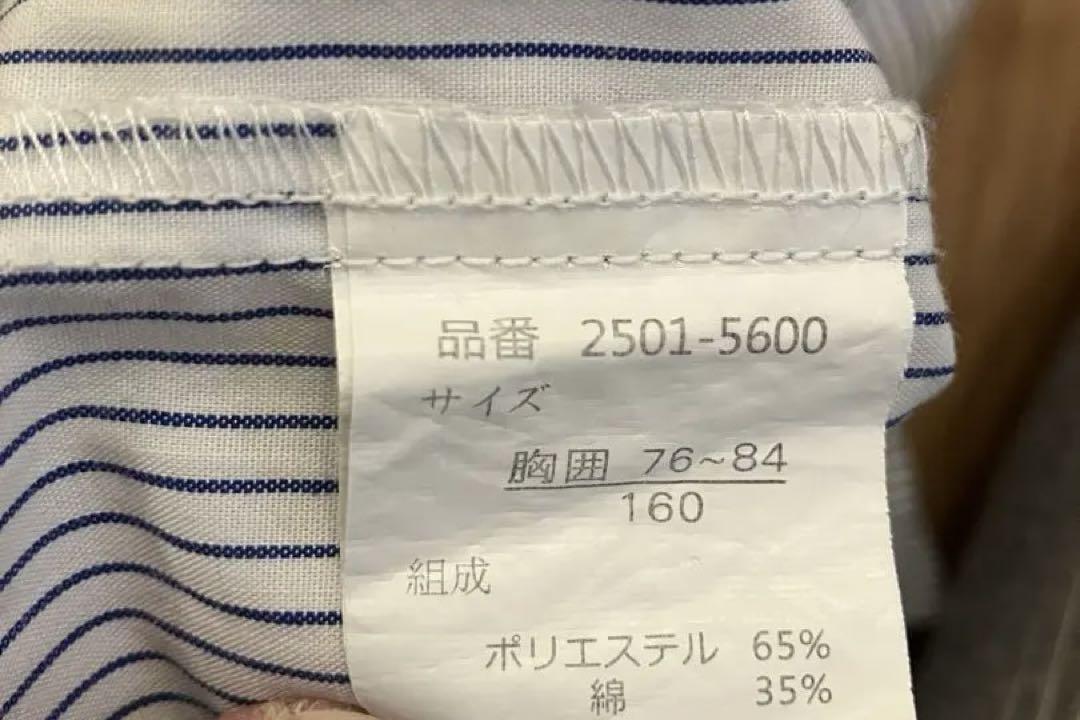 品番 2501-5600
サイズ
胸囲 76~84
160
組成
ポリエステル 65%
綿 35%